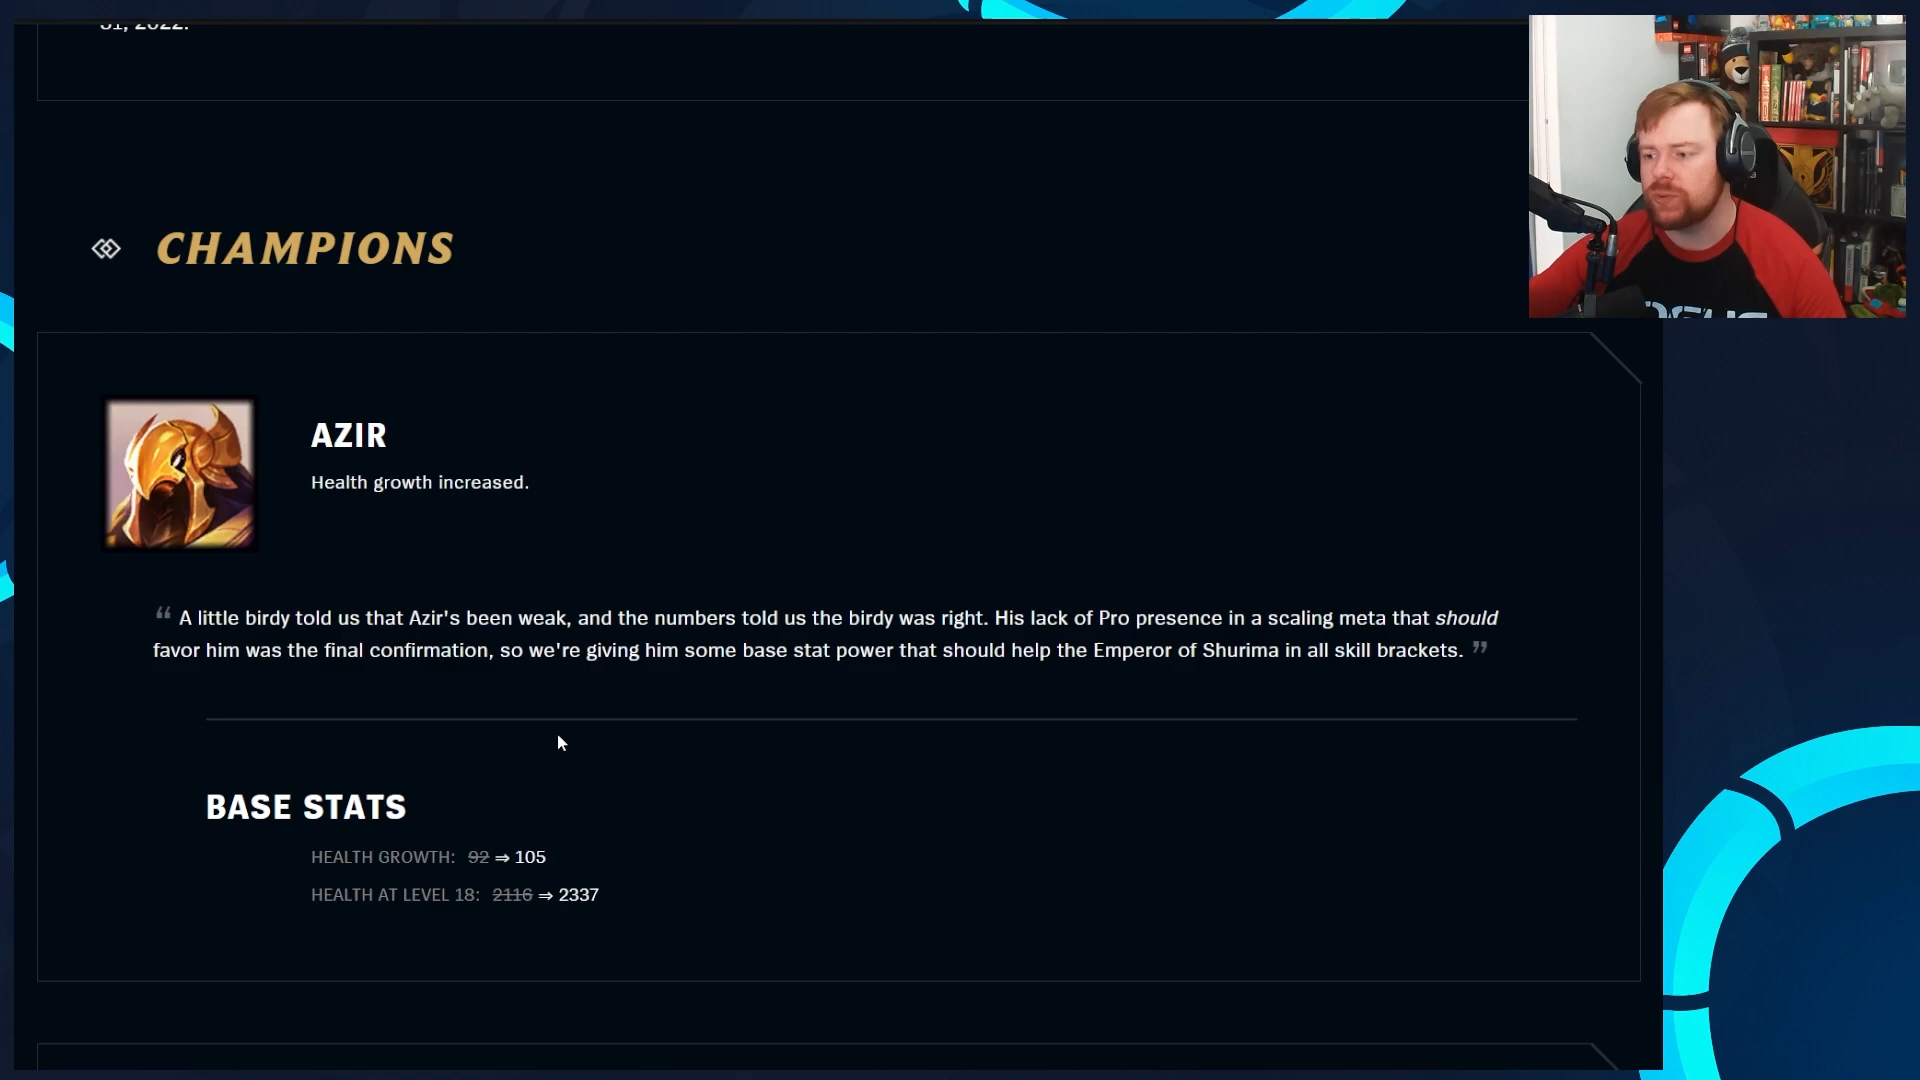 31, 2022.
CHAMPIONS
AZIR
Health growth increased.
“ A little birdy told us that Azir's been weak, and the numbers told us the birdy was right. His lack of Pro presence in a scaling meta that should
favor him was the final confirmation, so we're giving him some base stat power that should help the Emperor of Shurima in all skill brackets. ”
BASE STATS
HEALTH GROWTH: 92 ⇒ 105
HEALTH AT LEVEL 18: 2116 ⇒ 2337